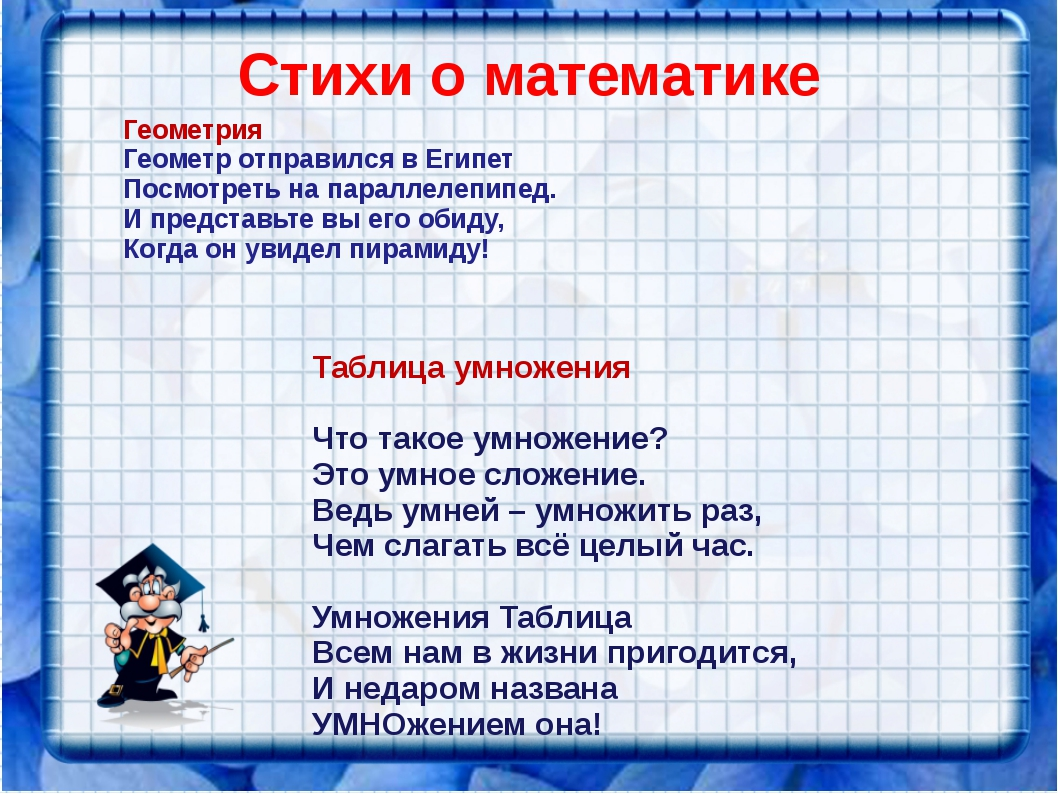 Стихи о математике
Геометрия
Геометр отправился в Египет
Посмотреть на параллелепипед.
И представьте вы его обиду,
Когда он увидел пирамиду!
Таблица умножения
Что такое умножение?
Это умное сложение.
Ведь умней – умножить раз,
Чем слагать всё целый час.
Умножения Таблица
Всем нам в жизни пригодится,
И недаром названа
УМНОжением она!